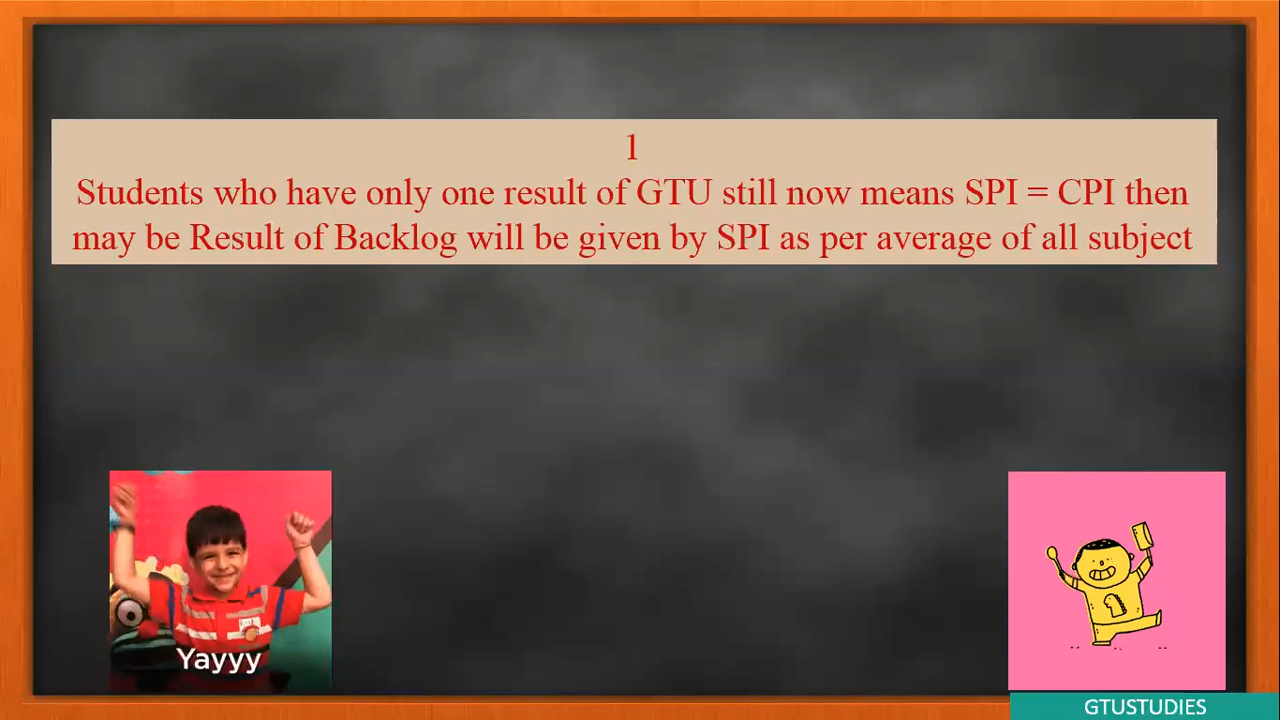 1
Students who have only one result of GTU still now means SPI = CPI then
may be Result of Backlog will be given by SPI as per average of all subject
Yayyy
GTUSTUDIES